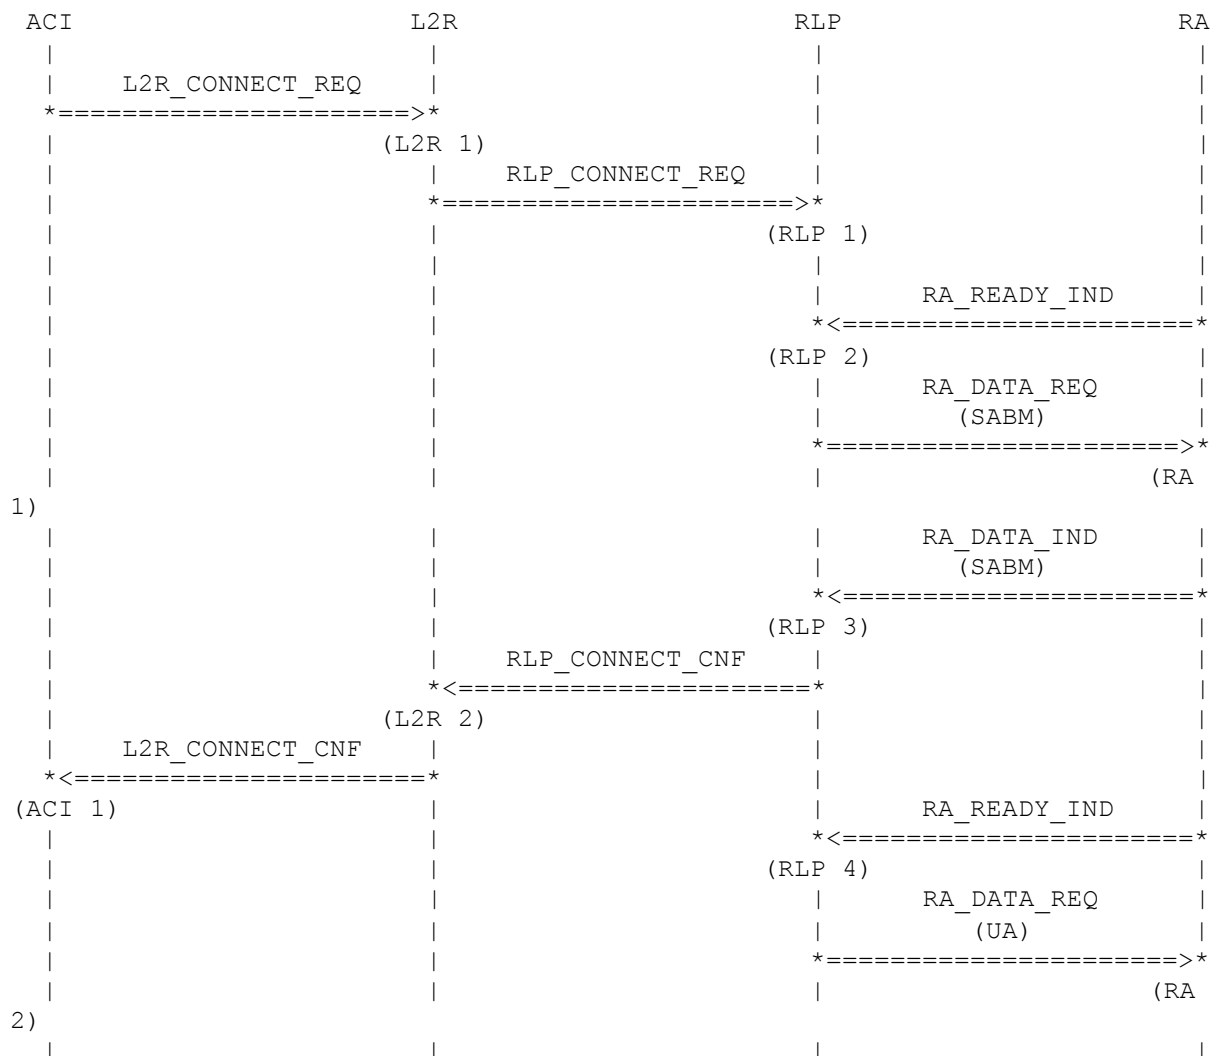 ACI L2R RLP RA
| | | |
| L2R_CONNECT_REQ | | |
*======================>* | |
| (L2R 1) | |
| | RLP_CONNECT_REQ | |
| *======================>* |
| | (RLP 1) |
| | | |
| | | RA_READY_IND |
| | *<======================*
| | (RLP 2) |
| | | RA_DATA_REQ |
| | | (SABM) |
| | *======================>*
| | | (RA
1)
| | | RA_DATA_IND |
| | | (SABM) |
| | *<======================*
| | (RLP 3) |
| | RLP_CONNECT_CNF | |
| *<======================* |
| (L2R 2) | |
| L2R_CONNECT_CNF | | |
*<======================* | |
(ACI 1) | | RA_READY_IND |
| | *<======================*
| | (RLP 4) |
| | | RA_DATA_REQ |
| | | (UA) |
| | *======================>*
| | | (RA
2)
| | | |